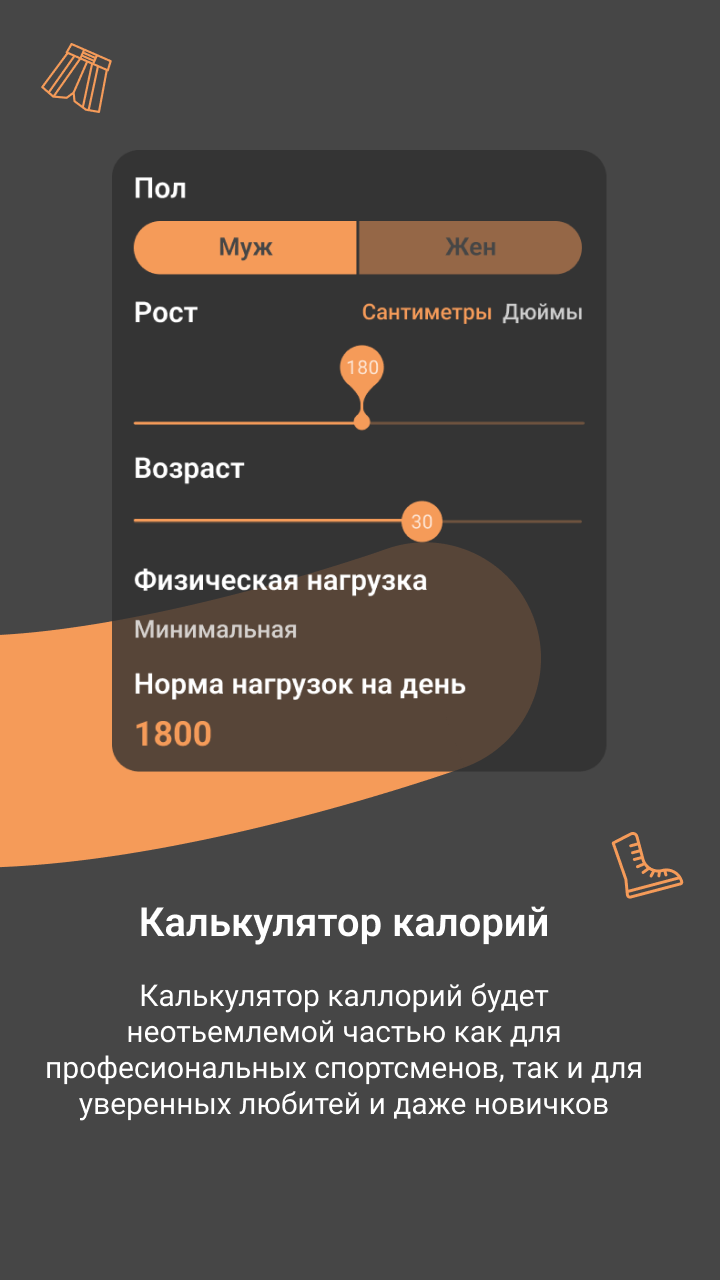 Пол
Муж Жен
Рост Сантиметры Дюймы
180
Возраст
30
Физическая нагрузка
Минимальная
Норма нагрузок на день
1800
Калькулятор калорий
Калькулятор каллорий будет
неотьемлемой частью как для
професиональных спортсменов, так и для
уверенных любитей и даже новичков